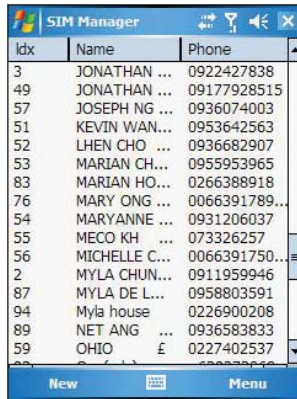 SIM Manager
Idx Name Phone
3 JONATHAN ... 0922427838
49 JONATHAN ... 09177928515
57 JOSEPH NG ... 0936074003
51 KEVIN WAN... 0953642563
52 LHEN CHO ... 0936682907
53 MARIAN CH... 0955953965
83 MARIAN HO... 0266388918
76 MARY ONG ... 0066391789...
54 MARYANNE ... 0931206037
55 MECO KH ... 073326257
56 MICHELLE C... 0066391750...
2 MYLA CHUN... 0911959946
87 MYLA DE L... 0958803591
94 Myla house 0226900208
89 NET ANG ... 0936583833
59 OHIO £ 0227402537
New Menu